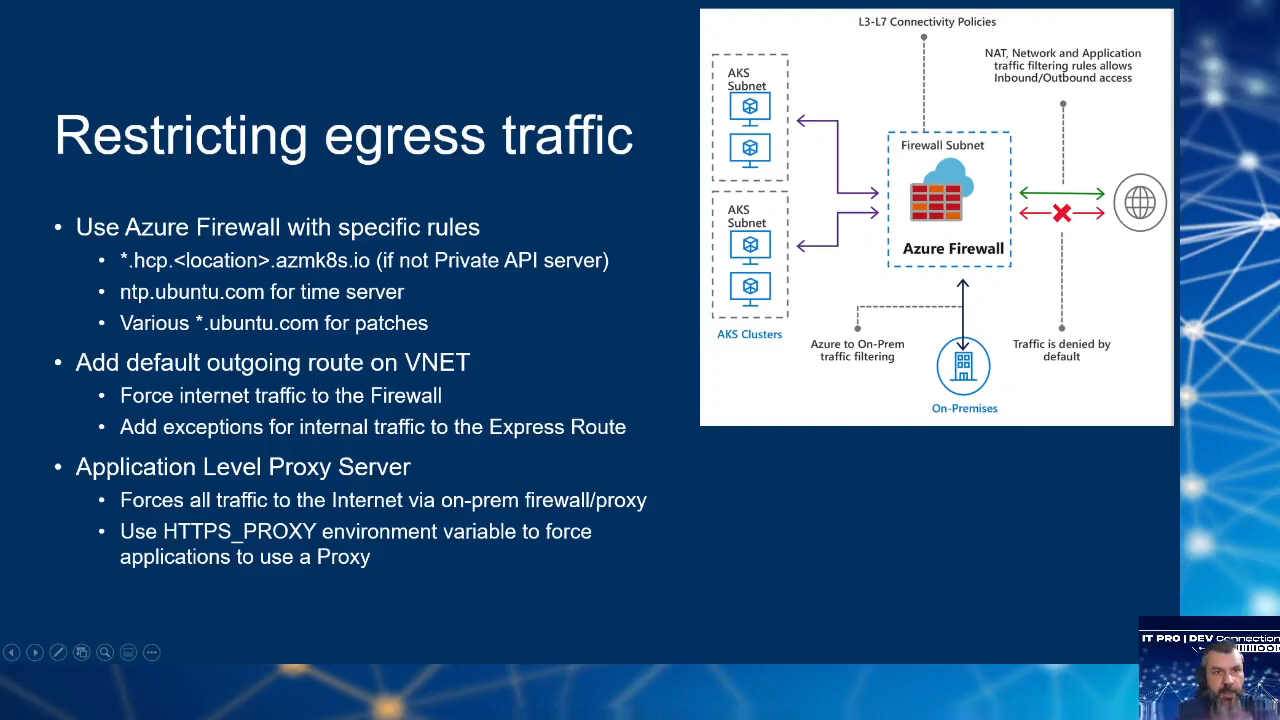 Restricting egress traffic
• Use Azure Firewall with specific rules
• *.hcp.<location>.azmk8s.io (if not Private API server)
• ntp.ubuntu.com for time server
• Various *.ubuntu.com for patches
• Add default outgoing route on VNET
• Force internet traffic to the Firewall
• Add exceptions for internal traffic to the Express Route
• Application Level Proxy Server
• Forces all traffic to the Internet via on-prem firewall/proxy
• Use HTTPS_PROXY environment variable to force
applications to use a Proxy
L3-L7 Connectivity Policies
NAT, Network and Application
traffic filtering rules allows
Inbound/Outbound access
AKS
Subnet
AKS
Subnet
AKS Clusters
Firewall Subnet
Azure Firewall
Azure to On-Prem
traffic filtering
Traffic is denied by
default
On-Premises
IT PRO | DEV Connection